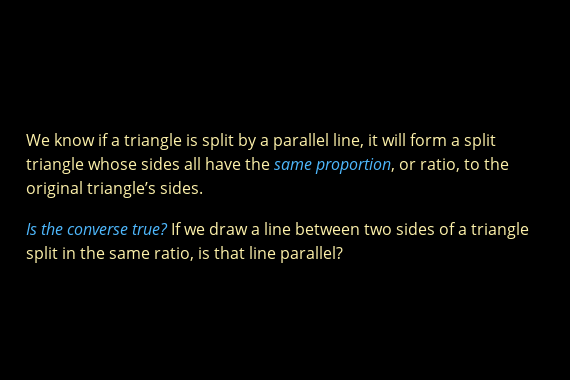 We know if a triangle is split by a parallel line, it will form a split
triangle whose sides all have the same proportion, or ratio, to the
original triangle’s sides.
Is the converse true? If we draw a line between two sides of a triangle
split in the same ratio, is that line parallel?